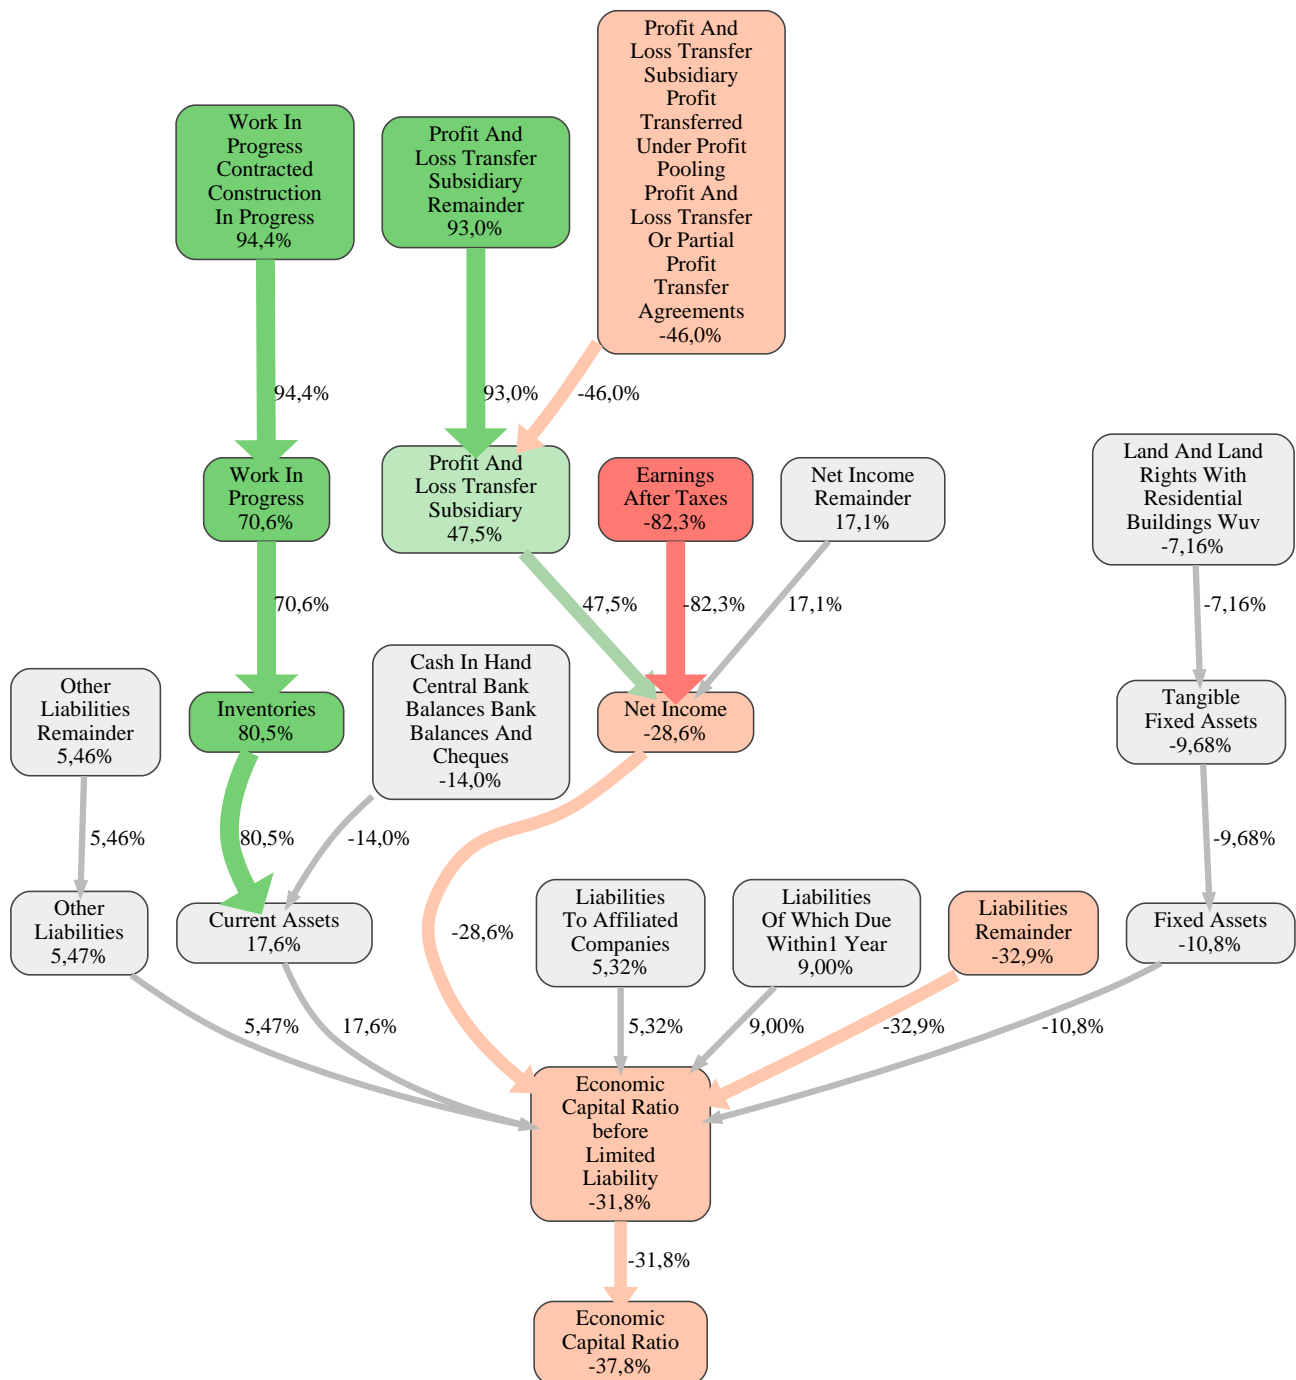 Profit And
Loss Transfer
Subsidiary
Profit
Transferred
Under Profit
Pooling
Profit And
Loss Transfer
Or Partial
Profit
Transfer
Agreements
-46,0%
Work In
Progress
Contracted
Construction
In Progress
94,4%
Profit And
Loss Transfer
Subsidiary
Remainder
93,0%
94,4%
93,0%
-46,0%
Work In
Progress
70,6%
Profit And
Loss Transfer
Subsidiary
47,5%
Earnings
After Taxes
-82,3%
Net Income
Remainder
17,1%
Land And Land
Rights With
Residential
Buildings Wuv
-7,16%
70,6%
47,5%
-82,3%
17,1%
-7,16%
Other
Liabilities
Remainder
5,46%
Inventories
80,5%
Cash In Hand
Central Bank
Balances Bank
Balances And
Cheques
-14,0%
Net Income
-28,6%
Tangible
Fixed Assets
-9,68%
5,46%
80,5%
-14,0%
-9,68%
Other
Liabilities
5,47%
Current Assets
17,6%
-28,6%
Liabilities
To Affiliated
Companies
5,32%
Liabilities
Of Which Due
Within1 Year
9,00%
Liabilities
Remainder
-32,9%
Fixed Assets
-10,8%
5,47%
17,6%
5,32%
9,00%
-32,9%
-10,8%
Economic
Capital Ratio
before
Limited
Liability
-31,8%
-31,8%
Economic
Capital Ratio
-37,8%